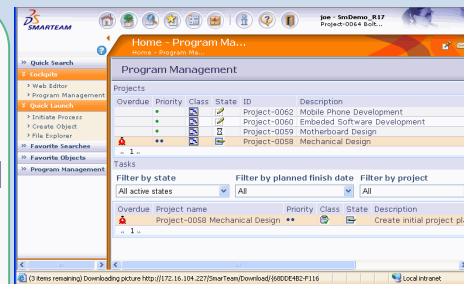 SMARTEAM
joe - SmDemo_R17
Project-0064 Bolt...
Home - Program Ma...
Home - Program Ma...
Quick Search
Cockpits
Web Editor
Program Management
Quick Launch
Initiate Process
Create Object
File Explorer
Favorite Searches
Favorite Objects
Program Management
Program Management
Projects
Overdue Priority Class State ID Description
Project-0062 Mobile Phone Development
Project-0060 Embeded Software Development
Project-0059 Motherboard Design
Project-0058 Mechanical Design
.. 1 ..
Tasks
Filter by state Filter by planned finish date Filter by project
All active states All All
Overdue Project name Priority Class State Description
Project-0058 Mechanical Design Create initial project pl
.. 1 ..
(3 items remaining) Downloading picture http://172.16.104.227/SmarTeam/Download/{68DDE4B2-F116 Local intranet